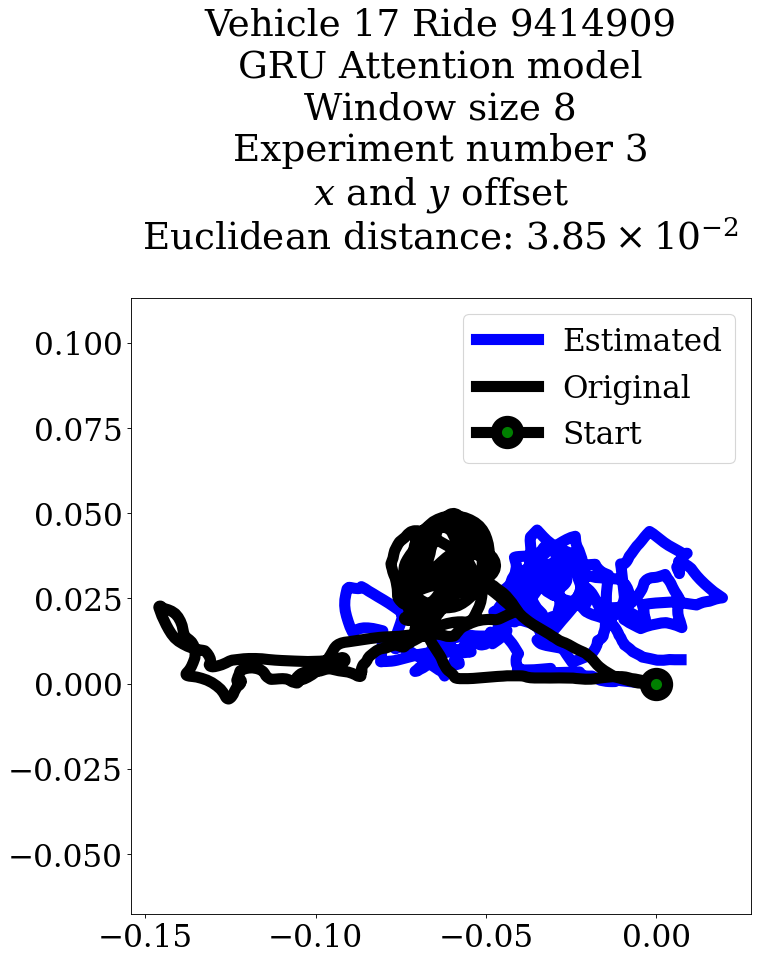 Vehicle 17 Ride 9414909
GRU Attention model
Window size 8
Experiment number 3
x and y offset
Euclidean distance: 3.85 × 10⁻²
Estimated
Original
Start
0.100
0.075
0.050
0.025
0.000
−0.025
−0.050
−0.15
−0.10
−0.05
0.00